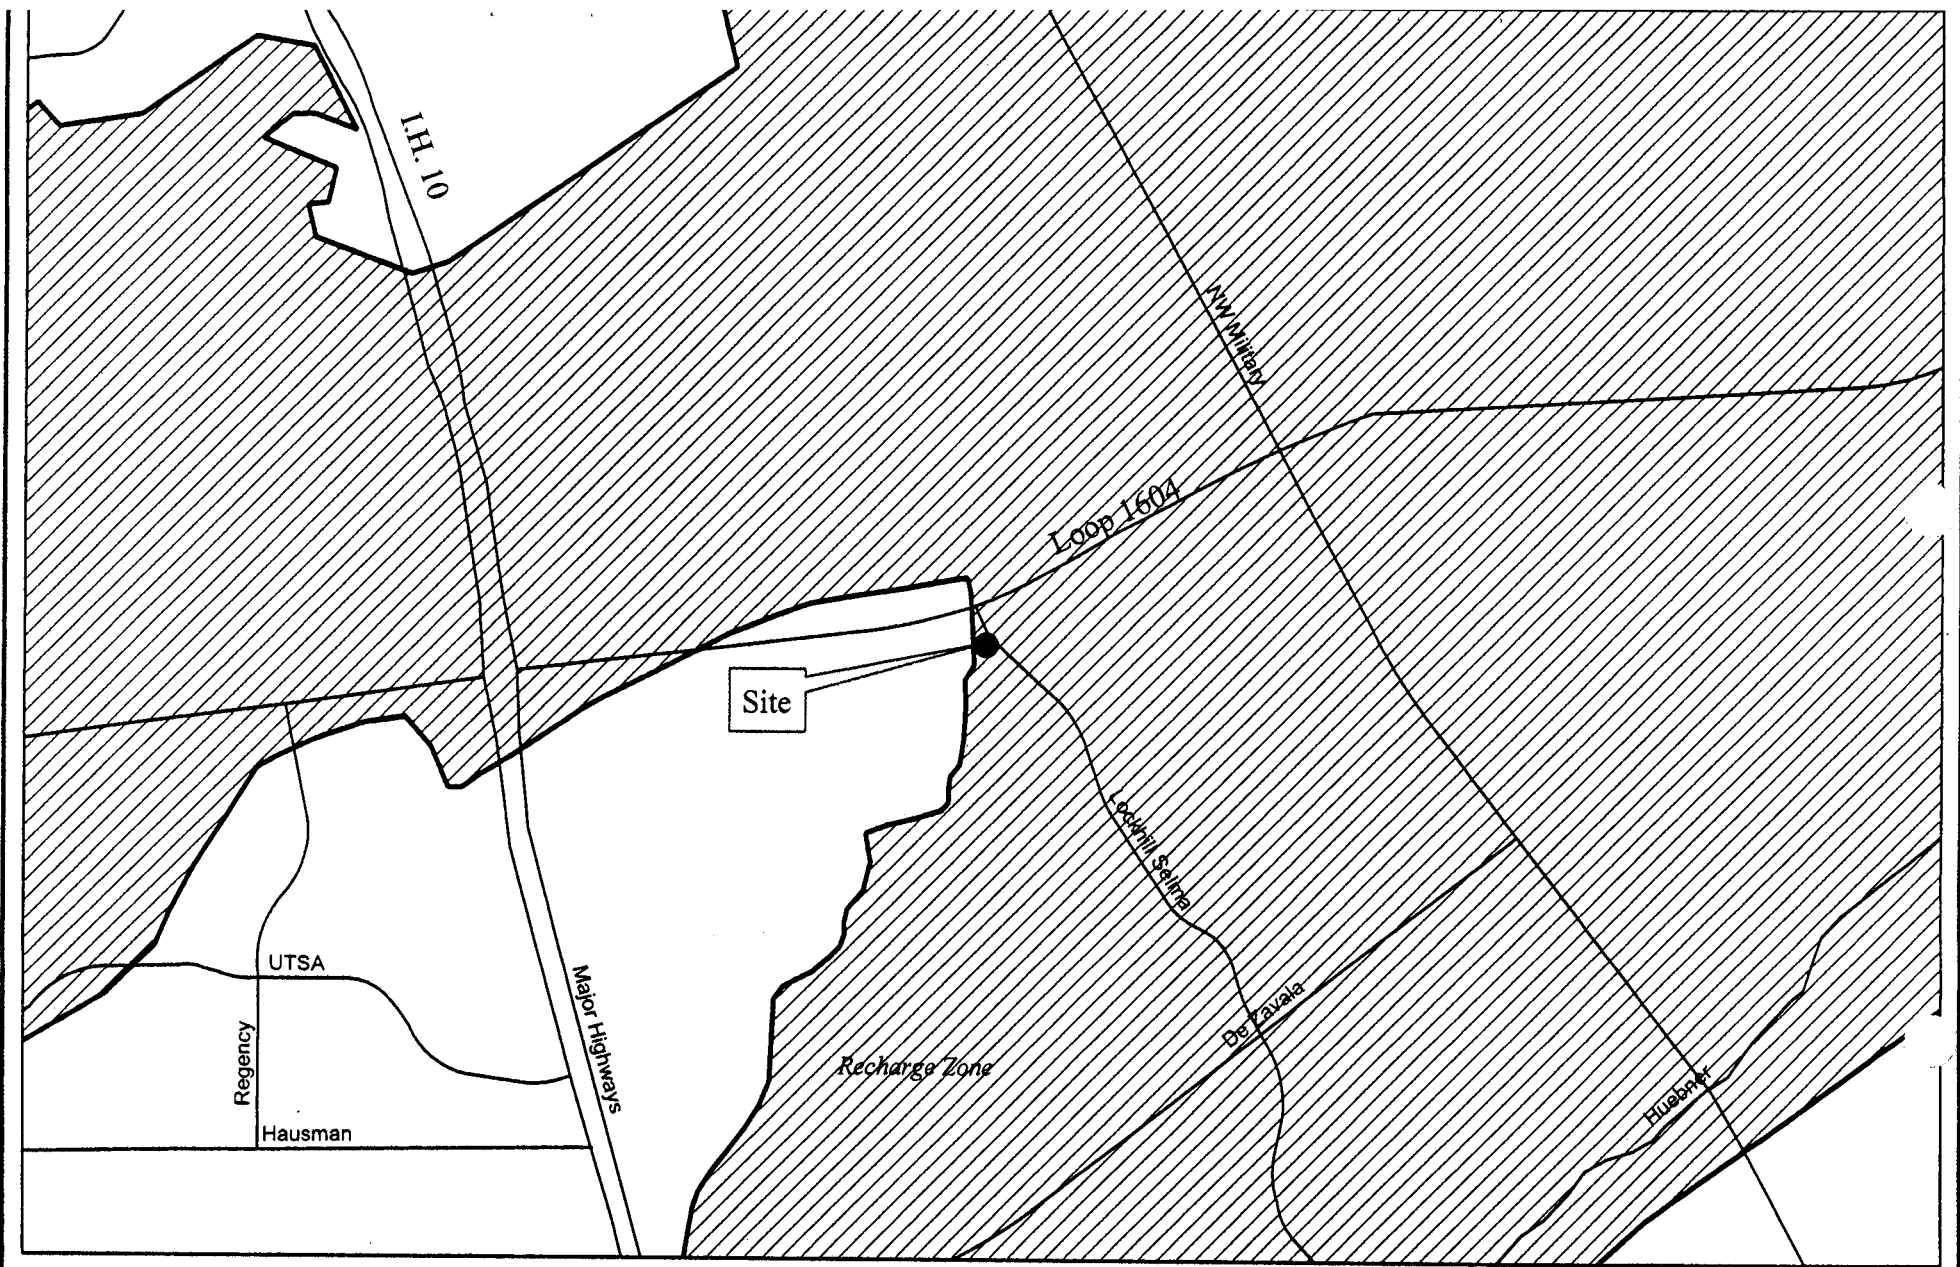 I.H. 10
NW Military
Loop 1604
Site
Lockhill Selma
UTSA
Major Highways
De Zavala
Regency
Recharge Zone
Huebner
Hausman